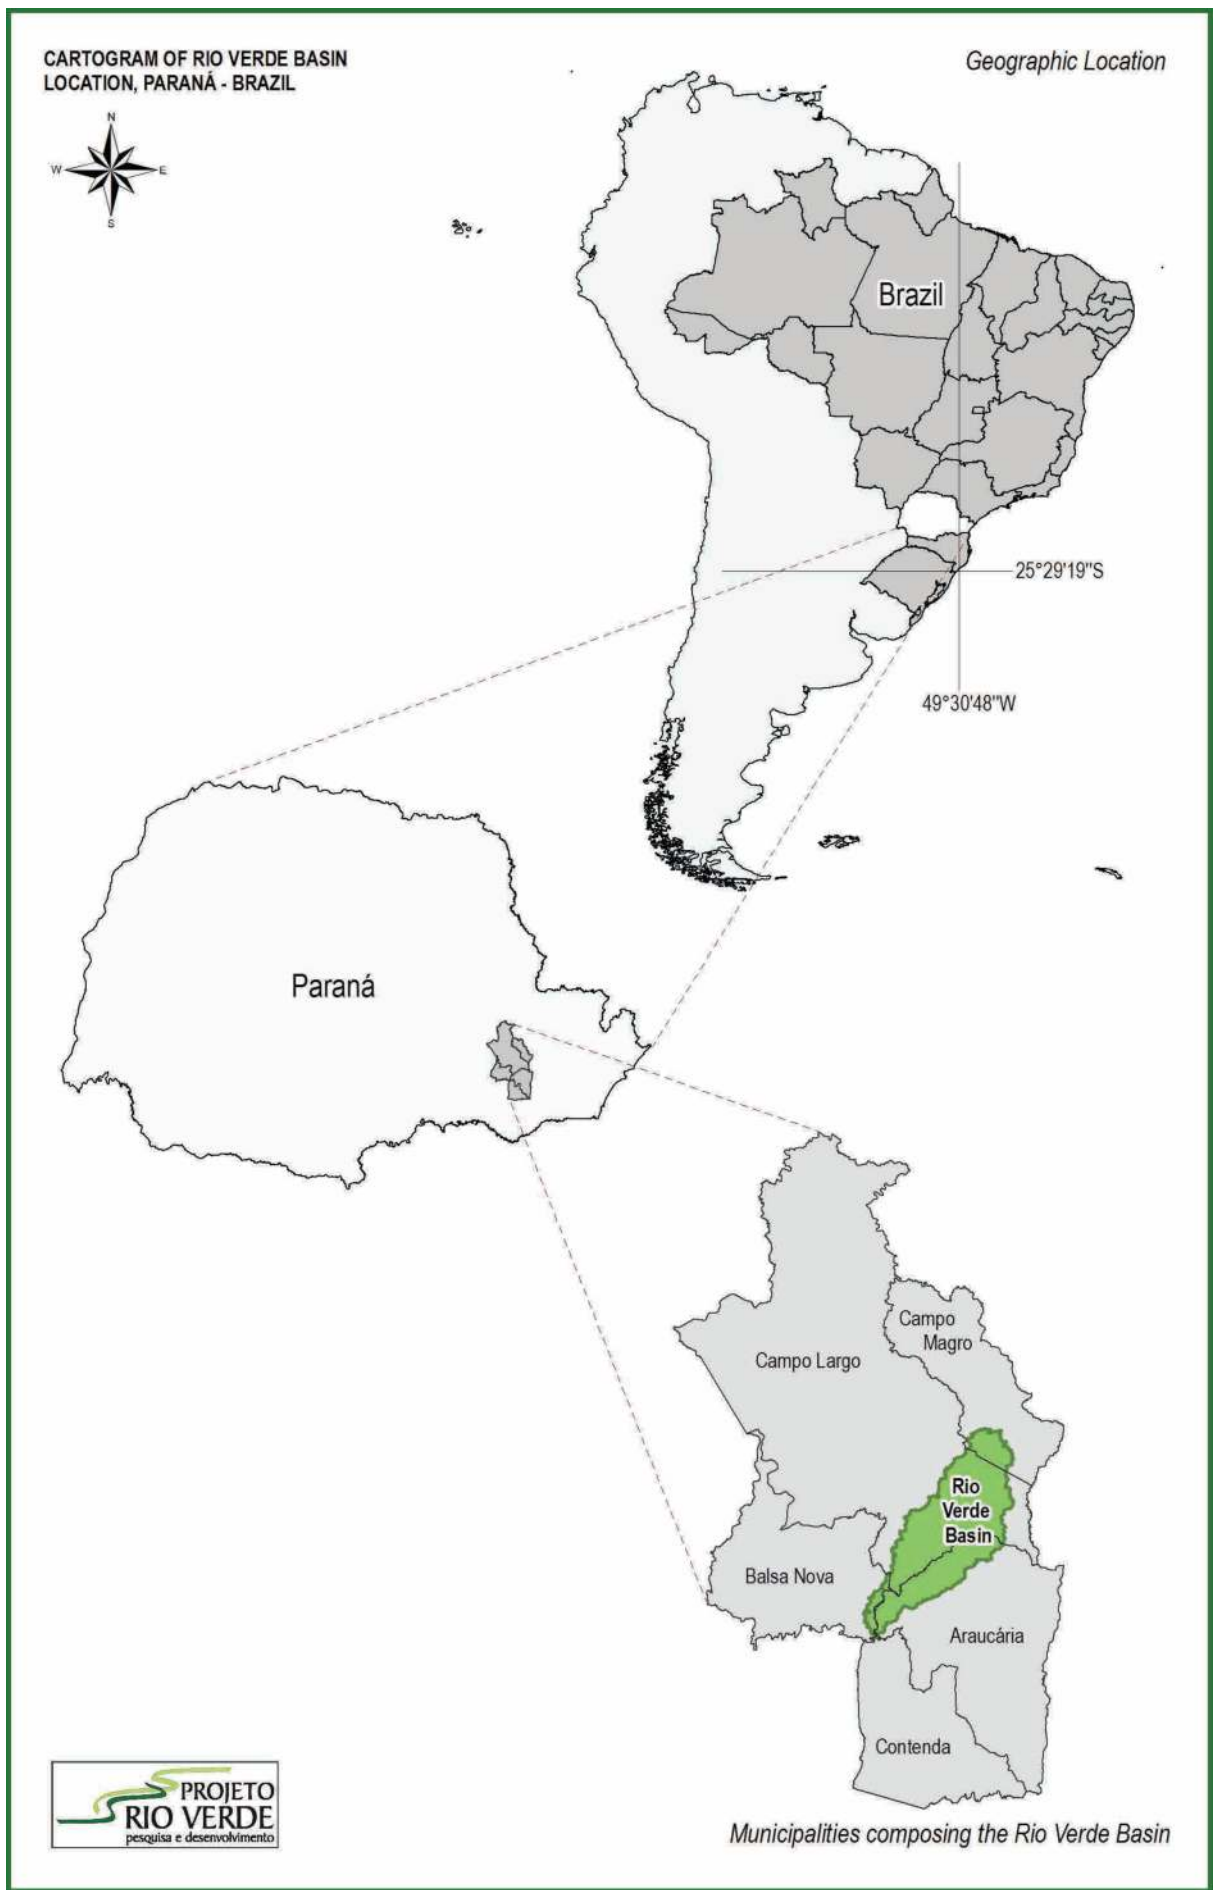 CARTOGRAM OF RIO VERDE BASIN
LOCATION, PARANÁ - BRAZIL
Geographic Location
N
W
E
S
Brazil
25°29'19"S
49°30'48"W
Paraná
Campo
Magro
Campo Largo
Rio
Verde
Basin
Balsa Nova
Araucária
Contenda
PROJETO
RIO VERDE
pesquisa e desenvolvimento
Municipalities composing the Rio Verde Basin